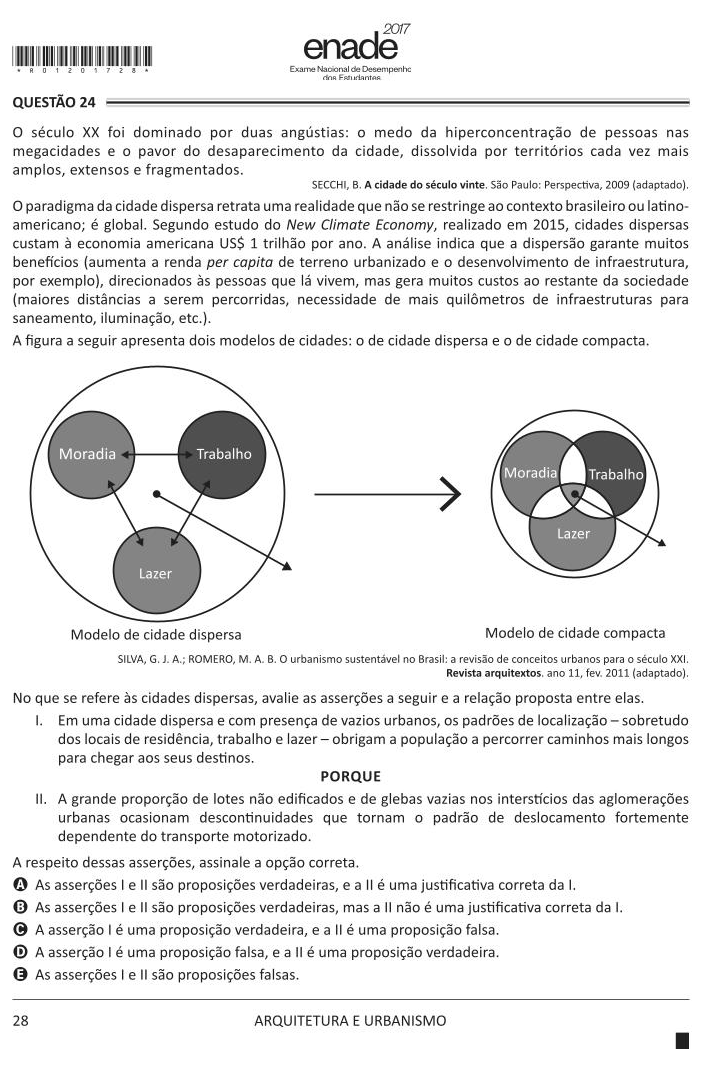 2017
enade
Exame Nacional de Desempenho
dos Estudantes
*R01201728*
QUESTÃO 24
O século XX foi dominado por duas angústias: o medo da hiperconcentração de pessoas nas
megacidades e o pavor do desaparecimento da cidade, dissolvida por territórios cada vez mais
amplos, extensos e fragmentados.
SECCHI, B. A cidade do século vinte. São Paulo: Perspectiva, 2009 (adaptado).
O paradigma da cidade dispersa retrata uma realidade que não se restringe ao contexto brasileiro ou latino-
americano; é global. Segundo estudo do New Climate Economy, realizado em 2015, cidades dispersas
custam à economia americana US$ 1 trilhão por ano. A análise indica que a dispersão garante muitos
benefícios (aumenta a renda per capita de terreno urbanizado e o desenvolvimento de infraestrutura,
por exemplo), direcionados às pessoas que lá vivem, mas gera muitos custos ao restante da sociedade
(maiores distâncias a serem percorridas, necessidade de mais quilômetros de infraestruturas para
saneamento, iluminação, etc.).
A figura a seguir apresenta dois modelos de cidades: o de cidade dispersa e o de cidade compacta.
Moradia
Trabalho
Lazer
Modelo de cidade dispersa
Moradia
Trabalho
Lazer
Modelo de cidade compacta
SILVA, G. J. A.; ROMERO, M. A. B. O urbanismo sustentável no Brasil: a revisão de conceitos urbanos para o século XXI.
Revista arquitextos. ano 11, fev. 2011 (adaptado).
No que se refere às cidades dispersas, avalie as asserções a seguir e a relação proposta entre elas.
I. Em uma cidade dispersa e com presença de vazios urbanos, os padrões de localização – sobretudo
dos locais de residência, trabalho e lazer – obrigam a população a percorrer caminhos mais longos
para chegar aos seus destinos.
PORQUE
II. A grande proporção de lotes não edificados e de glebas vazias nos interstícios das aglomerações
urbanas ocasionam descontinuidades que tornam o padrão de deslocamento fortemente
dependente do transporte motorizado.
A respeito dessas asserções, assinale a opção correta.
A As asserções I e II são proposições verdadeiras, e a II é uma justificativa correta da I.
B As asserções I e II são proposições verdadeiras, mas a II não é uma justificativa correta da I.
C A asserção I é uma proposição verdadeira, e a II é uma proposição falsa.
D A asserção I é uma proposição falsa, e a II é uma proposição verdadeira.
E As asserções I e II são proposições falsas.
28
ARQUITETURA E URBANISMO